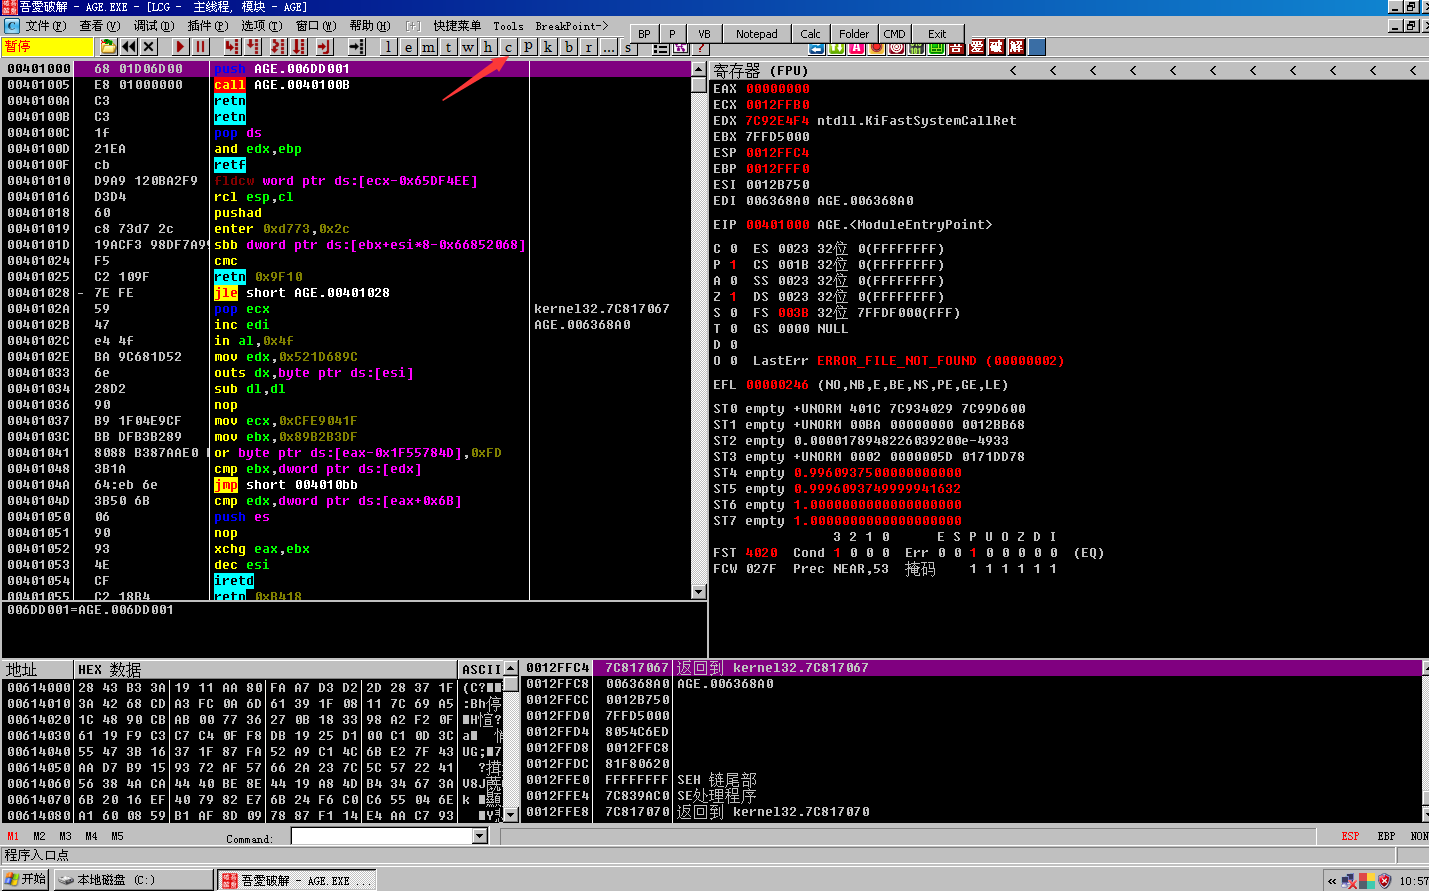 吾爱破解 - AGE.EXE - [LCG - 主线程, 模块 - AGE]
文件(F) 查看(V) 调试(D) 插件(P) 选项(T) 窗口(W) 帮助(H) [+] 快捷菜单 Tools BreakPoint->
BP P VB Notepad Calc Folder CMD Exit
暂停 l e m t w h c p k b r ... s
00401000 68 01D06D00 push AGE.006DD001
00401005 E8 01000000 call AGE.0040100B
0040100A C3 retn
0040100B C3 retn
0040100C 1f pop ds
0040100D 21EA and edx,ebp
0040100F cb retf
00401010 D9A9 120BA2F9 fldcw word ptr ds:[ecx-0x65DF4EE]
00401016 D3D4 rcl esp,cl
00401018 60 pushad
00401019 c8 73d7 2c enter 0xd773,0x2c
0040101D 19ACF3 98DF7A99 sbb dword ptr ds:[ebx+esi*8-0x66852068]
00401024 F5 cmc
00401025 C2 109F retn 0x9F10
00401028 - 7E FE jle short AGE.00401028
0040102A 59 pop ecx kernel32.7C817067
0040102B 47 inc edi AGE.006368A0
0040102C e4 4f in al,0x4f
0040102E BA 9C681D52 mov edx,0x521D689C
00401033 6e outs dx,byte ptr ds:[esi]
00401034 28D2 sub dl,dl
00401036 90 nop
00401037 B9 1F04E9CF mov ecx,0xCFE9041F
0040103C BB DFB3B289 mov ebx,0x89B2B3DF
00401041 8088 B387AAE0 or byte ptr ds:[eax-0x1F55784D],0xFD
00401048 3B1A cmp ebx,dword ptr ds:[edx]
0040104A 64:eb 6e jmp short 004010bb
0040104D 3B50 6B cmp edx,dword ptr ds:[eax+0x6B]
00401050 06 push es
00401051 90 nop
00401052 93 xchg eax,ebx
00401053 4E dec esi
00401054 CF iretd
00401055 C2 18B4 retn 0xB418
006DD001=AGE.006DD001
寄存器 (FPU) < < < < < < < < < < <
EAX 00000000
ECX 0012FFB0
EDX 7C92E4F4 ntdll.KiFastSystemCallRet
EBX 7FFD5000
ESP 0012FFC4
EBP 0012FFF0
ESI 0012B750
EDI 006368A0 AGE.006368A0
EIP 00401000 AGE.<ModuleEntryPoint>
C 0 ES 0023 32位 0(FFFFFFFF)
P 1 CS 001B 32位 0(FFFFFFFF)
A 0 SS 0023 32位 0(FFFFFFFF)
Z 1 DS 0023 32位 0(FFFFFFFF)
S 0 FS 003B 32位 7FFDF000(FFF)
T 0 GS 0000 NULL
D 0
O 0 LastErr ERROR_FILE_NOT_FOUND (00000002)
EFL 00000246 (NO,NB,E,BE,NS,PE,GE,LE)
ST0 empty +UNORM 401C 7C934029 7C99D600
ST1 empty +UNORM 00BA 00000000 0012BB68
ST2 empty 0.0000178948226039200e-4933
ST3 empty +UNORM 0002 0000005D 0171DD78
ST4 empty 0.9960937500000000000
ST5 empty 0.9996093749999941632
ST6 empty 1.0000000000000000000
ST7 empty 1.0000000000000000000
3 2 1 0 E S P U O Z D I
FST 4020 Cond 1 0 0 0 Err 0 0 1 0 0 0 0 0 (EQ)
FCW 027F Prec NEAR,53 掩码 1 1 1 1 1 1
地址 HEX 数据 ASCII
00614000 28 43 B3 3A 19 11 AA 80 FA A7 D3 D2 2D 28 37 1F
00614010 3A 42 68 CD A3 FC 0A 6D 61 39 1F 08 11 7C 69 A5
00614020 1C 48 90 CB AB 00 77 36 27 0B 18 33 98 A2 F2 0F
00614030 61 19 F9 C3 C7 C4 0F F8 DB 19 25 D1 00 C1 0D 3C
00614040 55 47 3B 16 37 1F 87 FA 52 A9 C1 4C 6B E2 7F 43
00614050 AA D7 B9 15 93 72 AF 57 66 2A 23 7C 5C 57 22 41
00614060 56 38 4A CA 44 40 BE 8E 44 19 A8 4D B4 34 67 3A
00614070 6B 20 16 EF 40 79 82 E7 6B 24 F6 C0 C6 55 04 6E
00614080 A1 60 08 59 B1 AF 8D 09 78 87 F1 14 E4 AA C7 93
0012FFC4 7C817067 返回到 kernel32.7C817067
0012FFC8 006368A0 AGE.006368A0
0012FFCC 0012B750
0012FFD0 7FFD5000
0012FFD4 8054C6ED
0012FFD8 0012FFC8
0012FFDC 81F80620
0012FFE0 FFFFFFFF SEH 链尾部
0012FFE4 7C839AC0 SE处理程序
0012FFE8 7C817070 返回到 kernel32.7C817070
M1 M2 M3 M4 M5 Command: ESP EBP NON
程序入口点
开始 本地磁盘 (C:) 吾爱破解 - AGE.EXE ... « 10:57